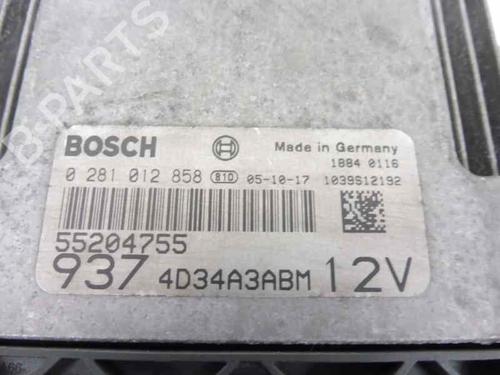 B-PARTS
BOSCH
Made in Germany
1884 0116
0 281 012 858 810 05-10-17 1039S12192
55204755
937 4D34A3ABM 12V